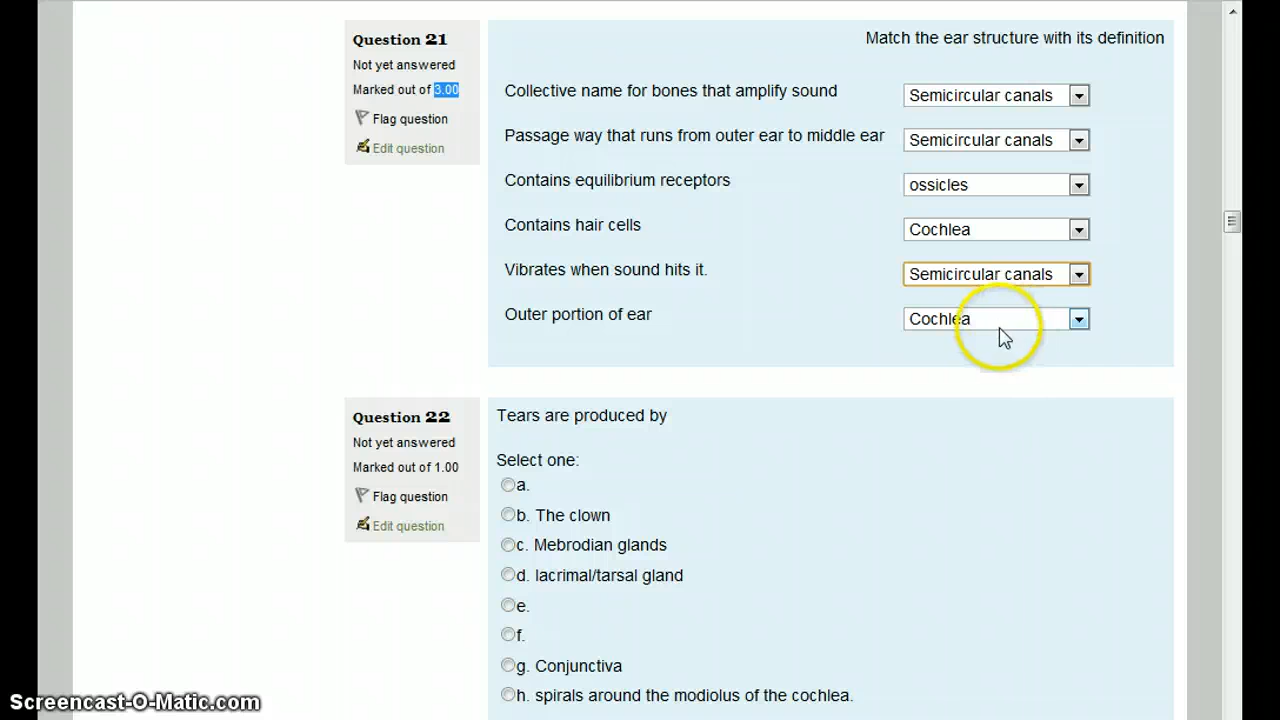 Question 21
Not yet answered
Marked out of 3.00
Flag question
Edit question
Match the ear structure with its definition
Collective name for bones that amplify sound Semicircular canals
Passage way that runs from outer ear to middle ear Semicircular canals
Contains equilibrium receptors ossicles
Contains hair cells Cochlea
Vibrates when sound hits it. Semicircular canals
Outer portion of ear Cochlea
Question 22
Not yet answered
Marked out of 1.00
Flag question
Edit question
Tears are produced by
Select one:
a.
b. The clown
c. Mebrodian glands
d. lacrimal/tarsal gland
e.
f.
g. Conjunctiva
h. spirals around the modiolus of the cochlea.
Screencast-O-Matic.com